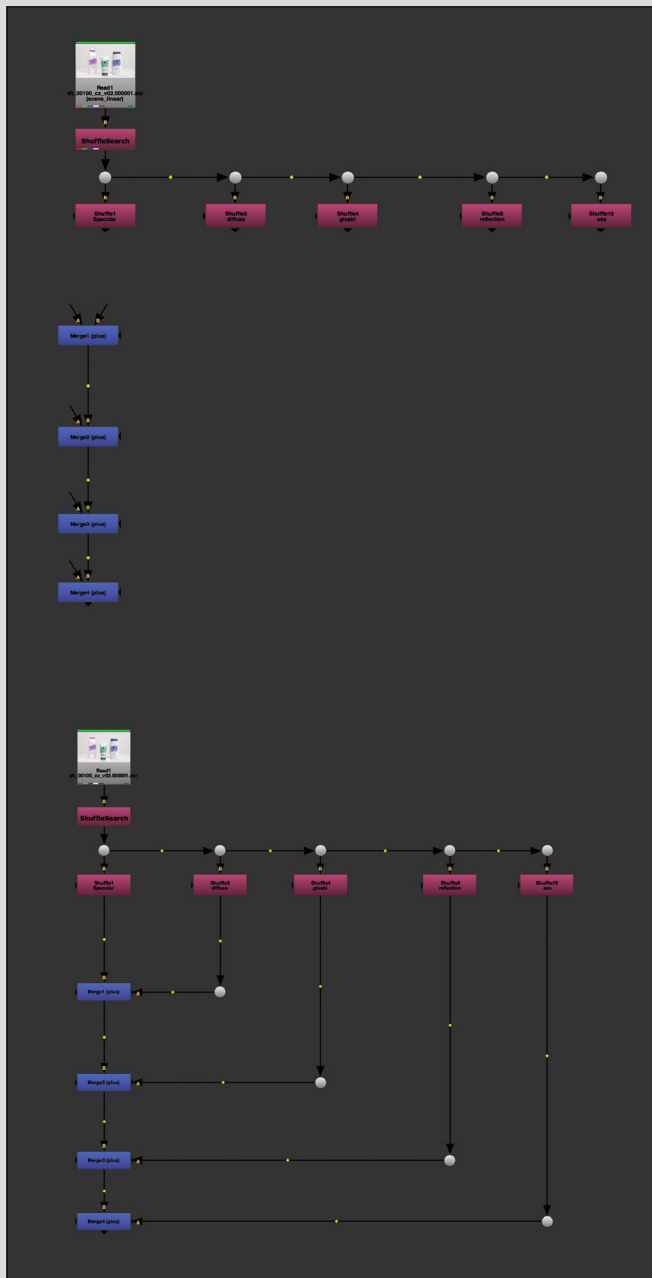 Read1
(scene_linear)
B
ShuffleSearch
B B B B B
Shuffle1 Shuffle3 Shuffle4 Shuffle8 Shuffle10
Specular diffuse gloabl reflection sss
A B
Merge1 (plus)
A B
Merge2 (plus)
A B
Merge3 (plus)
A B
Merge4 (plus)
Read1
B
ShuffleSearch
B B B B B
Shuffle1 Shuffle3 Shuffle4 Shuffle8 Shuffle10
Specular diffuse gloabl reflection sss
B
Merge1 (plus) A
B
Merge2 (plus) A
B
Merge3 (plus) A
B
Merge4 (plus) A